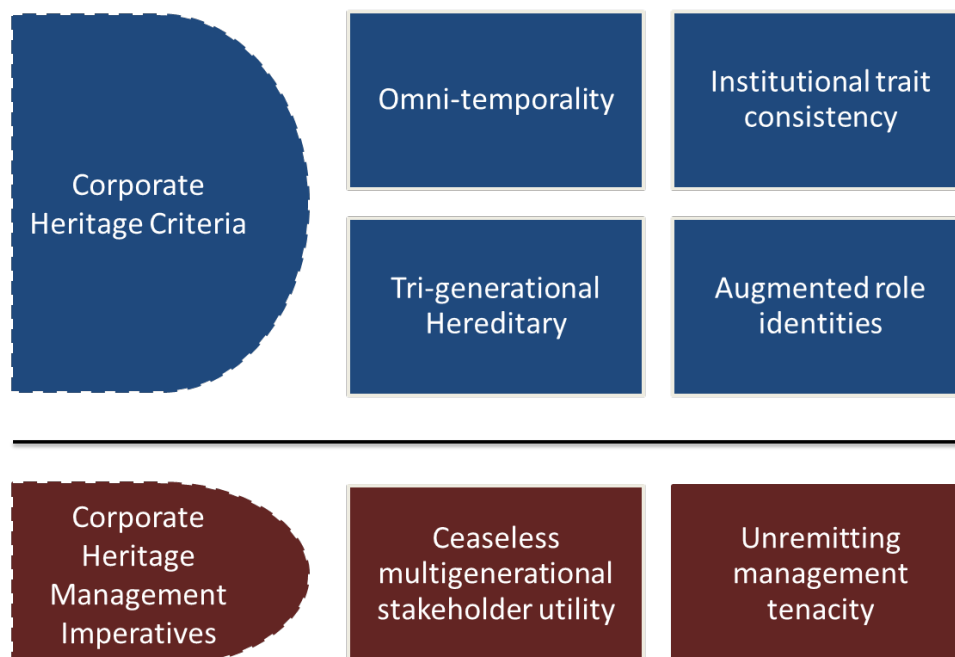 Corporate
Heritage Criteria
Omni-temporality
Institutional trait
consistency
Tri-generational
Hereditary
Augmented role
identities
Corporate
Heritage
Management
Imperatives
Ceaseless
multigenerational
stakeholder utility
Unremitting
management
tenacity